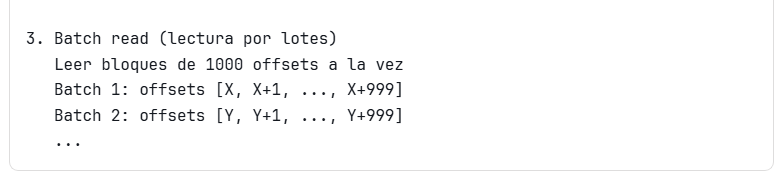 3. Batch read (lectura por lotes)
Leer bloques de 1000 offsets a la vez
Batch 1: offsets [X, X+1, ..., X+999]
Batch 2: offsets [Y, Y+1, ..., Y+999]
...